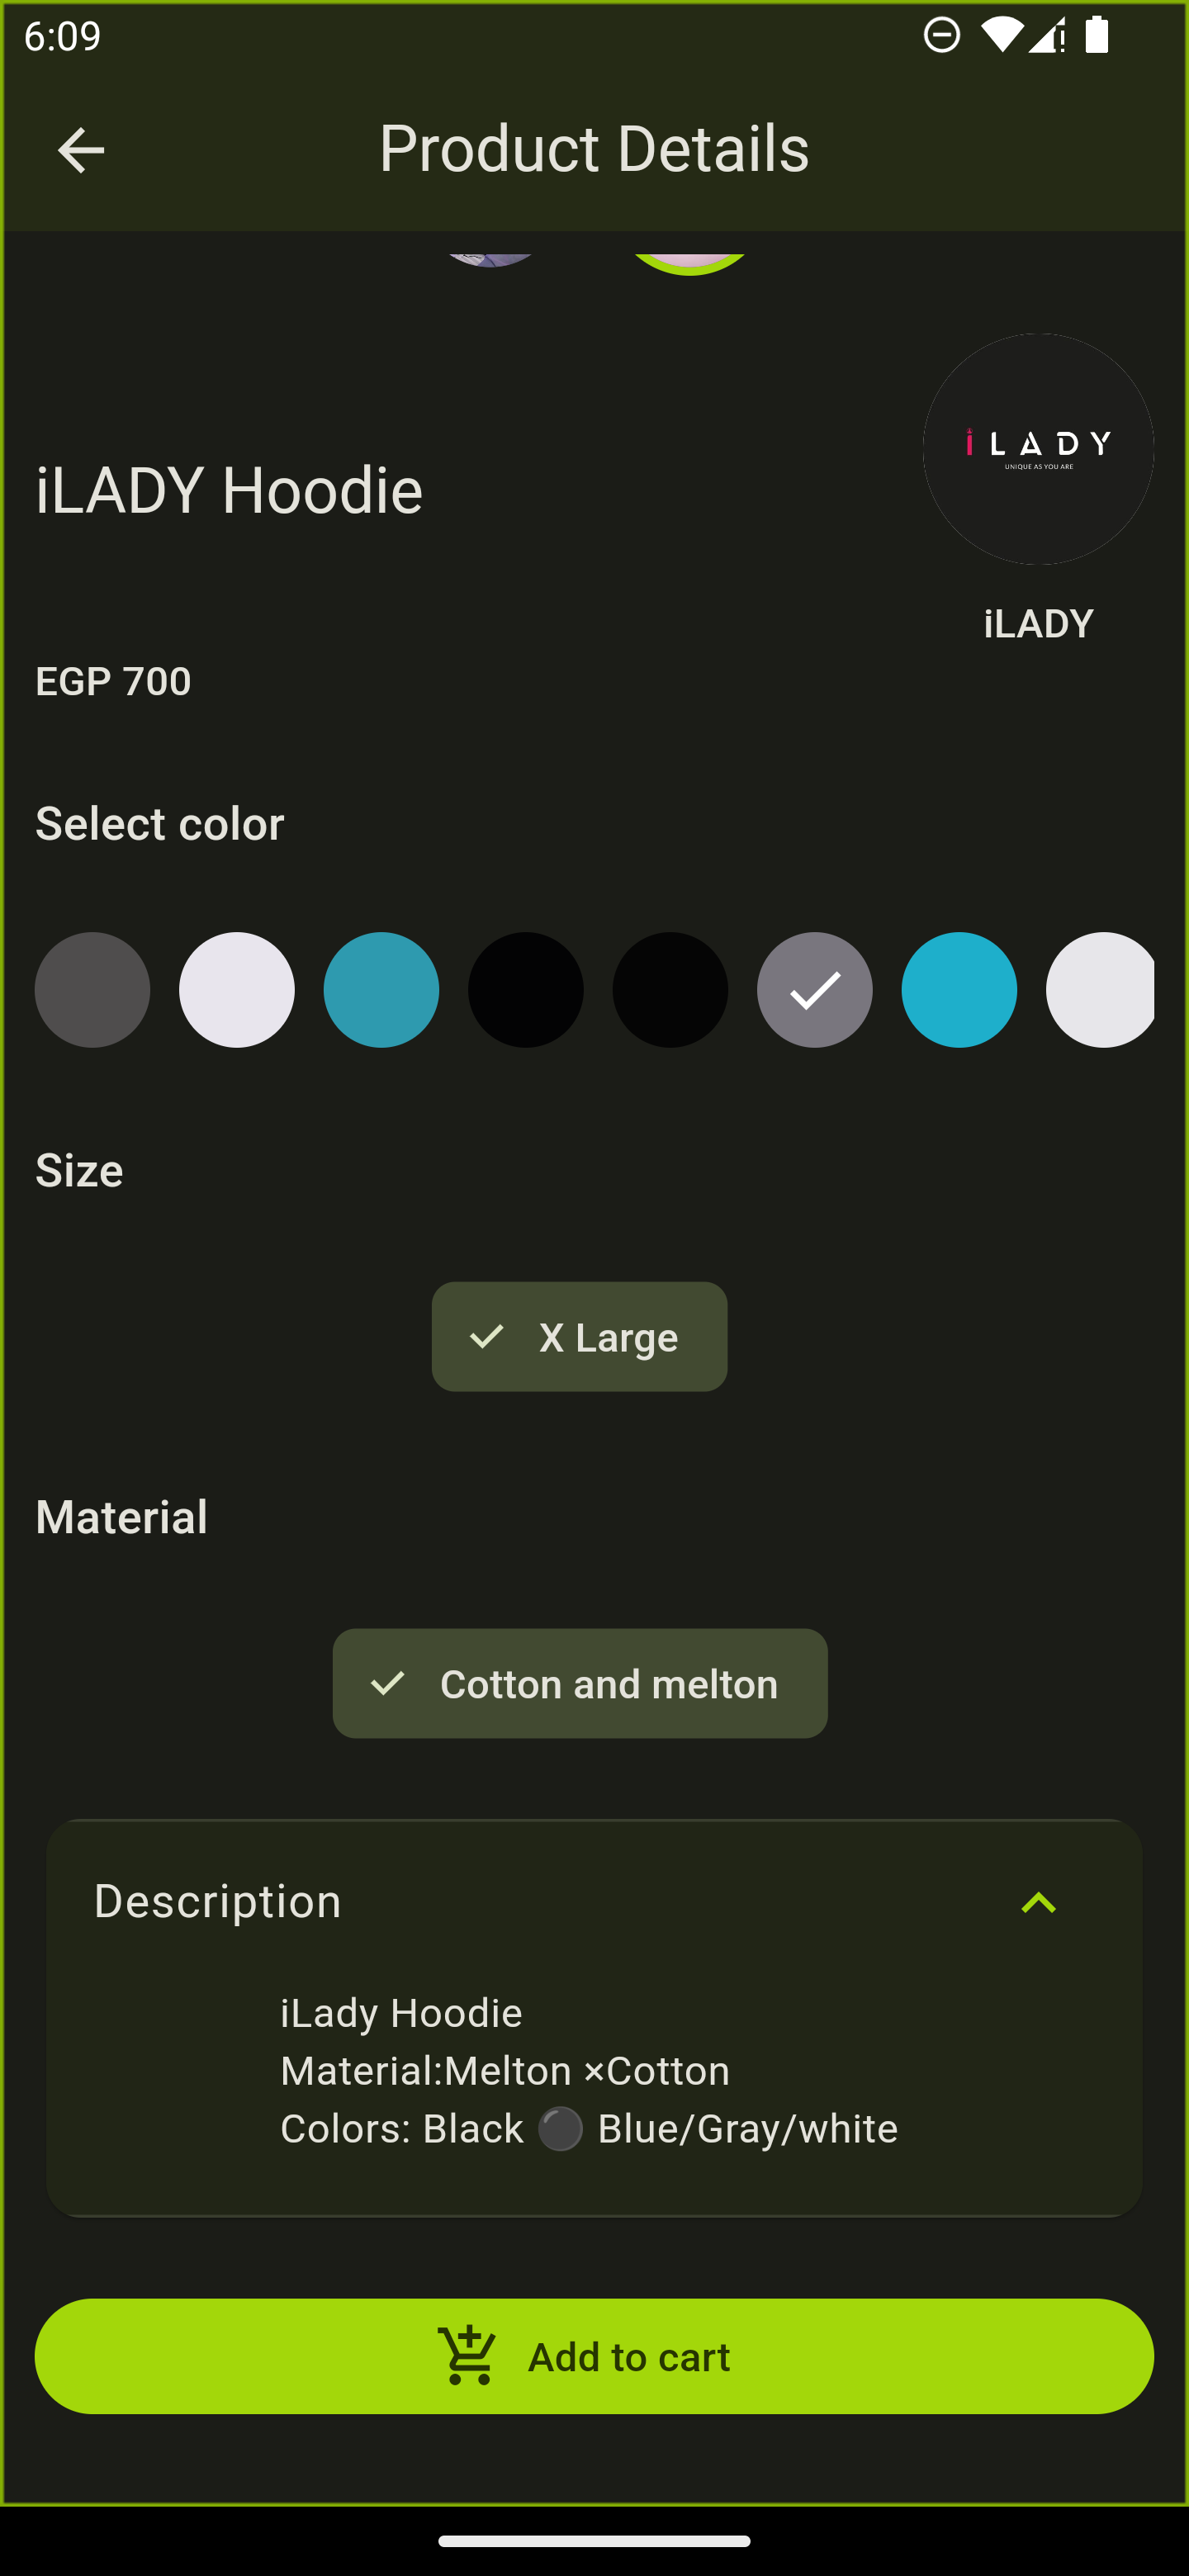 6:09
Product Details
iLADY
UNIQUE AS YOU ARE
iLADY Hoodie
iLADY
EGP 700
Select color
Size
X Large
Material
Cotton and melton
Description
iLady Hoodie
Material:Melton ×Cotton
Colors: Black ⚫ Blue/Gray/white
Add to cart